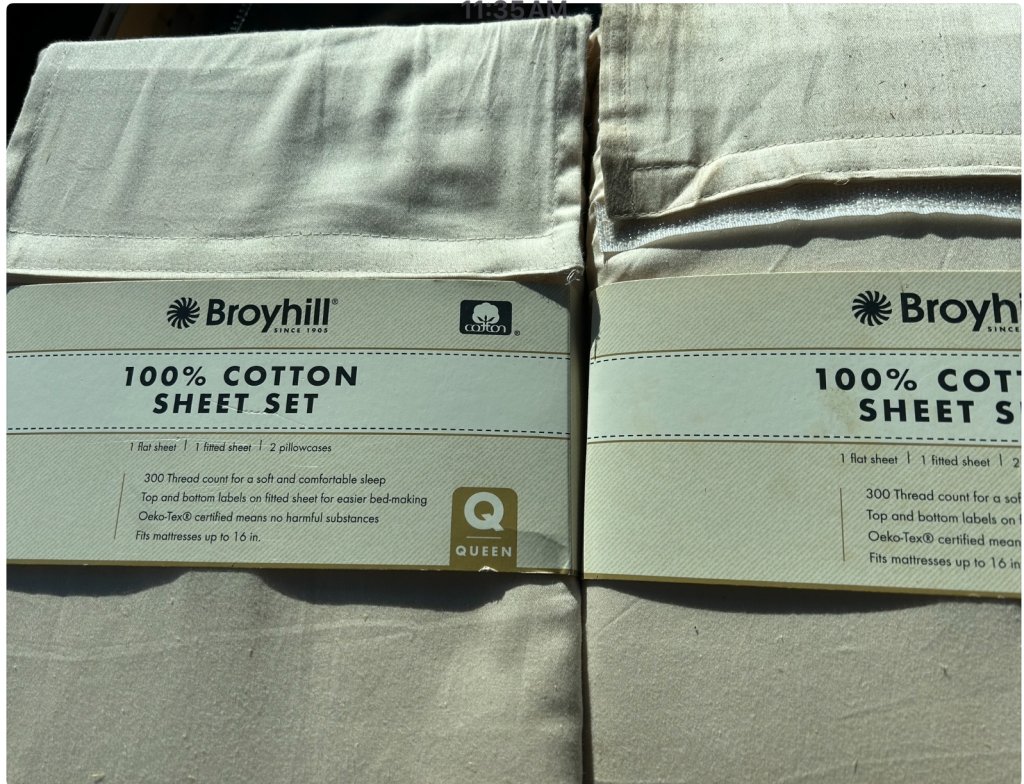 11:35 AM
Broyhill®
SINCE 1905
cotton®
100% COTTON
SHEET SET
1 flat sheet | 1 fitted sheet | 2 pillowcases
300 Thread count for a soft and comfortable sleep
Top and bottom labels on fitted sheet for easier bed-making
Oeko-Tex® certified means no harmful substances
Fits mattresses up to 16 in.
Q
QUEEN
Broyhi
SINCE
100% COTT
SHEET S
1 flat sheet | 1 fitted sheet | 2
300 Thread count for a sof
Top and bottom labels on f
Oeko-Tex® certified mean
Fits mattresses up to 16 in